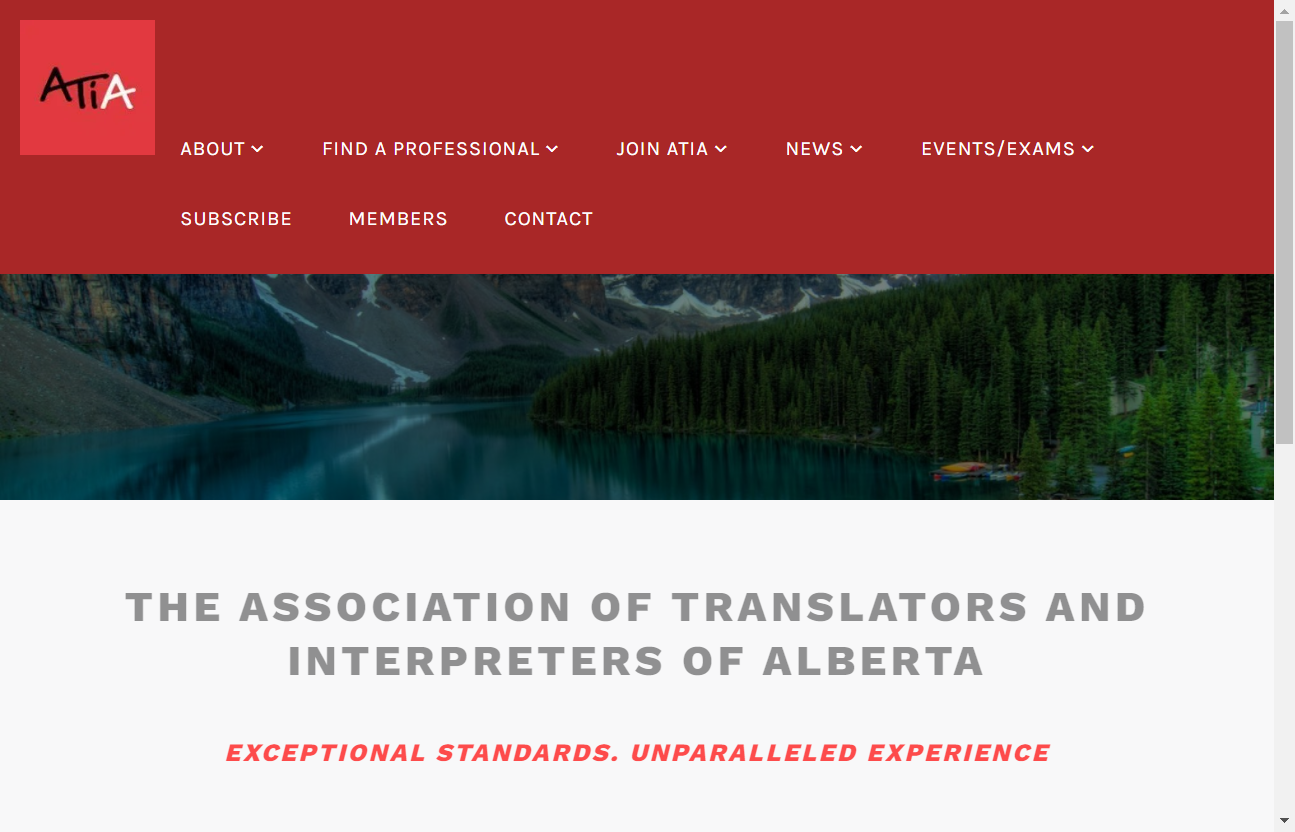 ATiA
ABOUT
FIND A PROFESSIONAL
JOIN ATIA
NEWS
EVENTS/EXAMS
SUBSCRIBE
MEMBERS
CONTACT
THE ASSOCIATION OF TRANSLATORS AND
INTERPRETERS OF ALBERTA
EXCEPTIONAL STANDARDS. UNPARALLELED EXPERIENCE